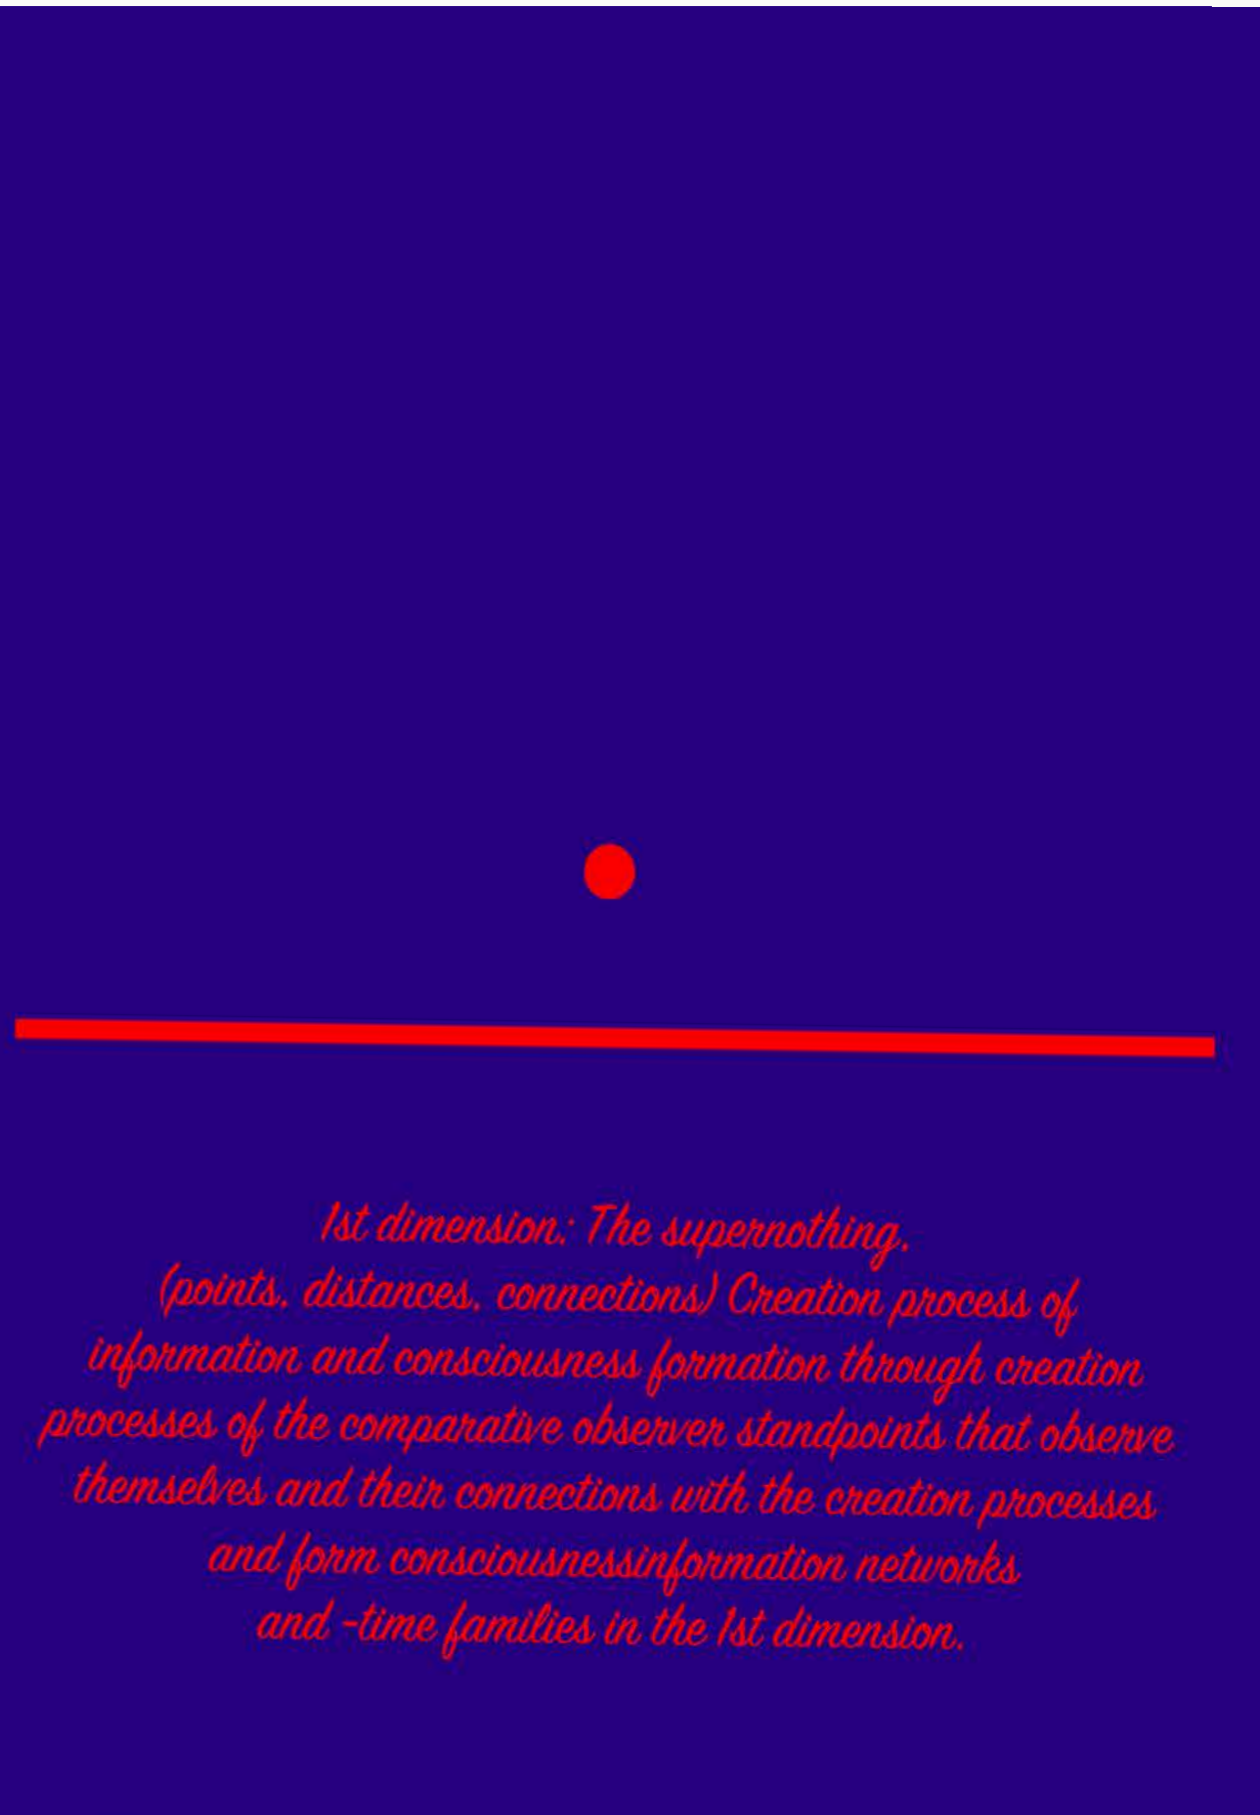 1st dimension: The supernothing.
(points, distances, connections) Creation process of
information and consciousness formation through creation
processes of the comparative observer standpoints that observe
themselves and their connections with the creation processes
and form consciousnessinformation networks
and -time families in the 1st dimension.